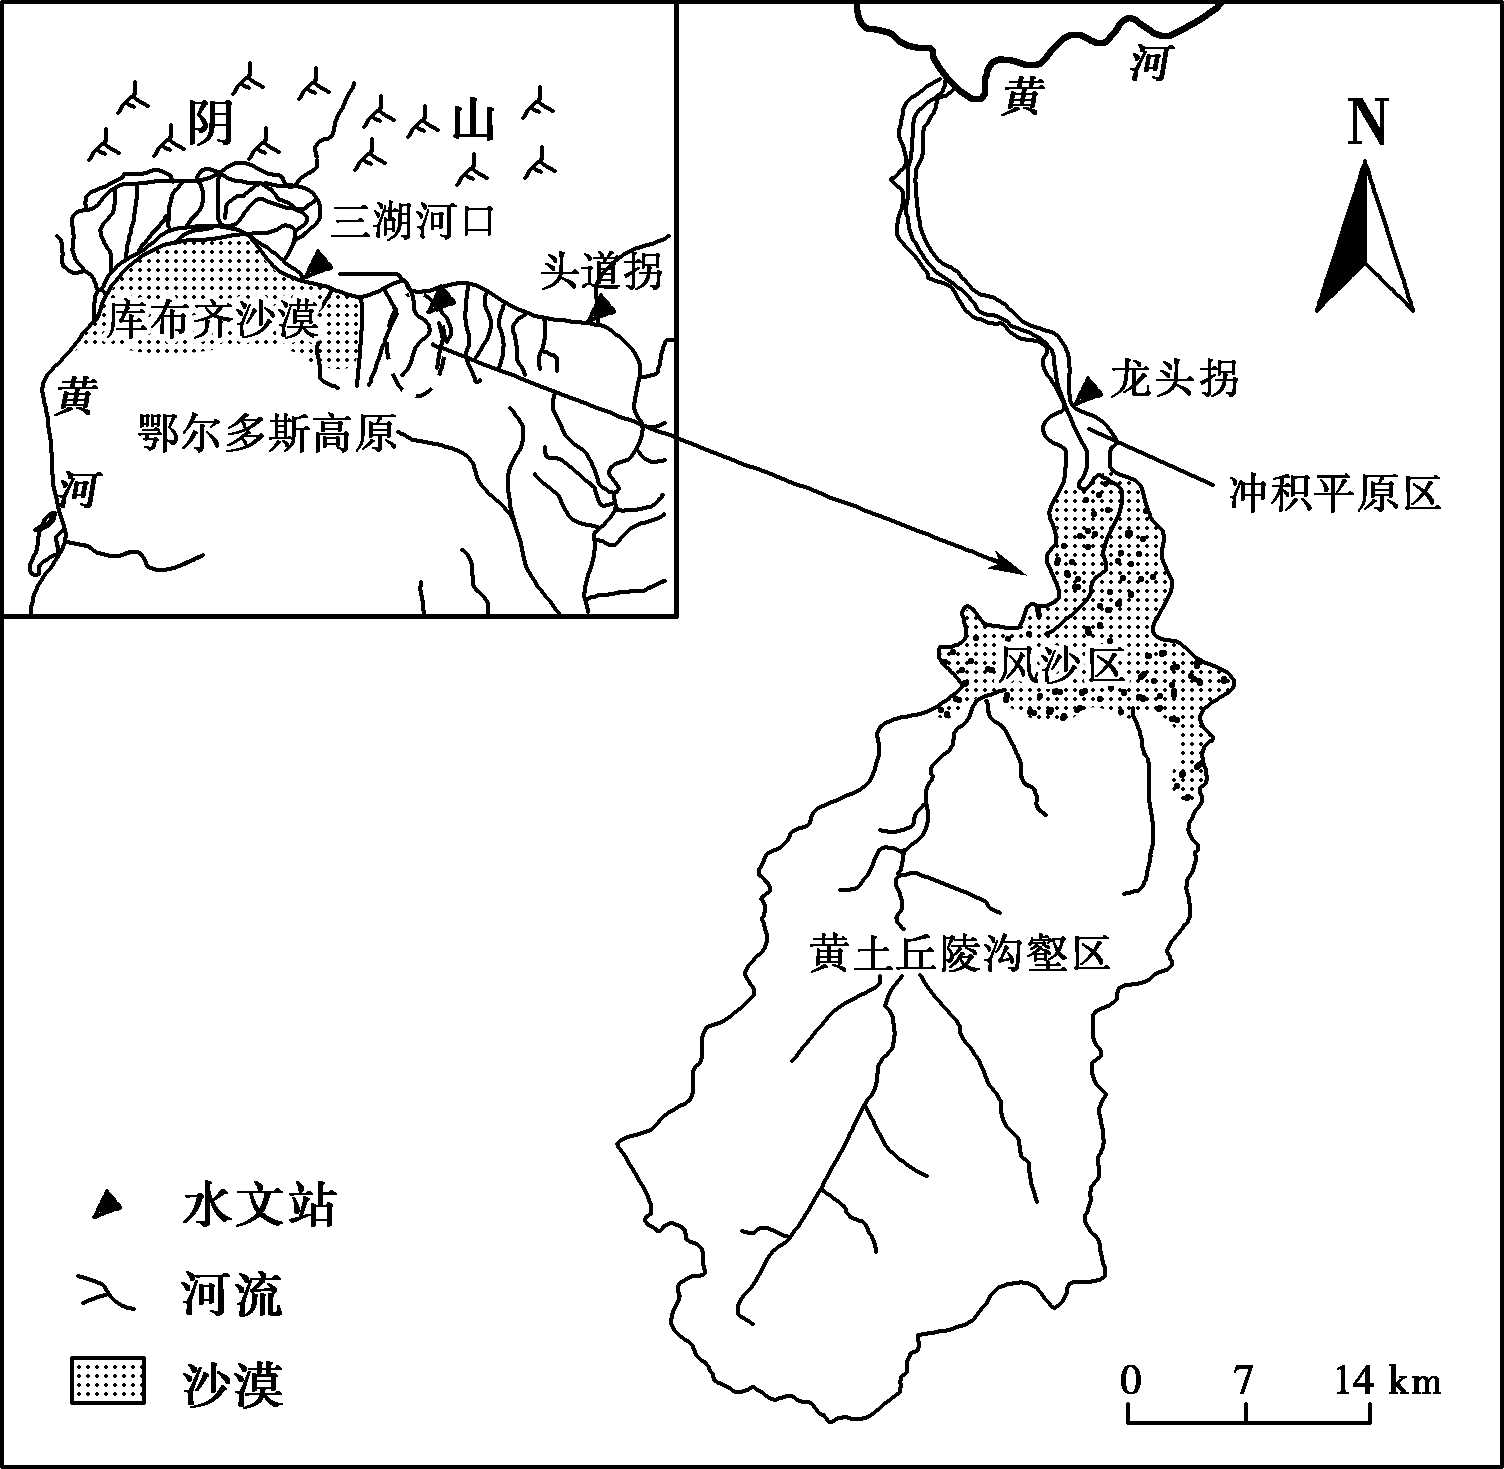 阴 山
三湖河口
头道拐
库布齐沙漠
黄
河
鄂尔多斯高原
黄 河
N
龙头拐
冲积平原区
风沙区
黄土丘陵沟壑区
水文站
河流
沙漠
0 7 14 km